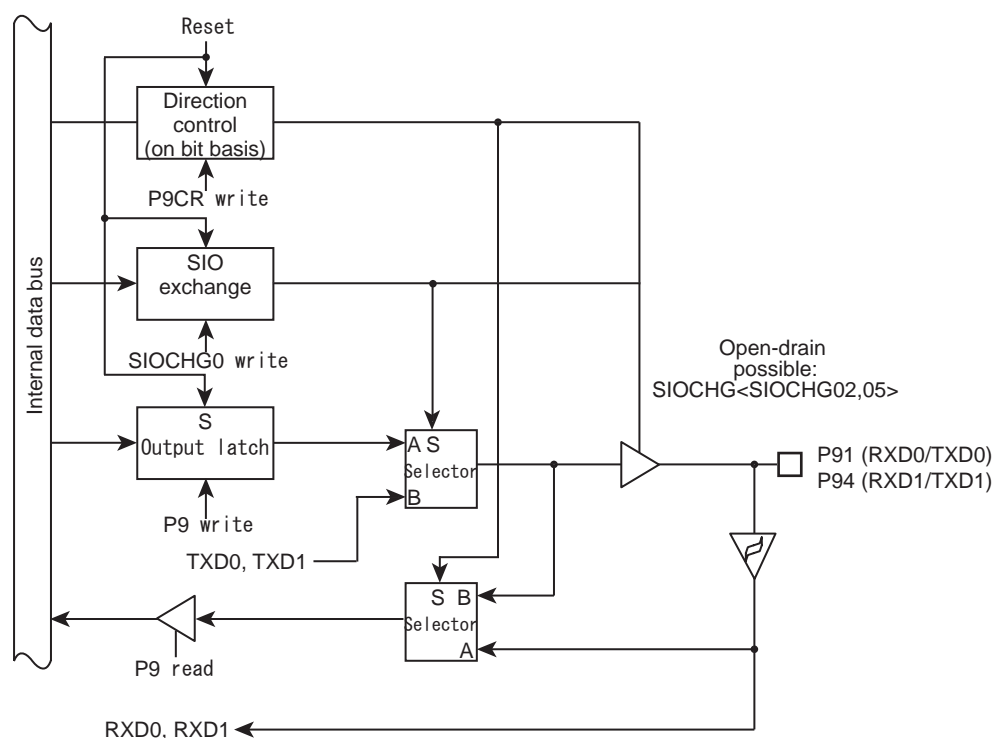 Reset
Internal data bus
Direction
control
(on bit basis)
P9CR write
SIO
exchange
SIOCHG0 write
Open-drain
possible:
SIOCHG<SIOCHG02,05>
S
Output latch
P9 write
A S
Selector
B
TXD0, TXD1
P91 (RXD0/TXD0)
P94 (RXD1/TXD1)
S B
Selector
A
P9 read
RXD0, RXD1